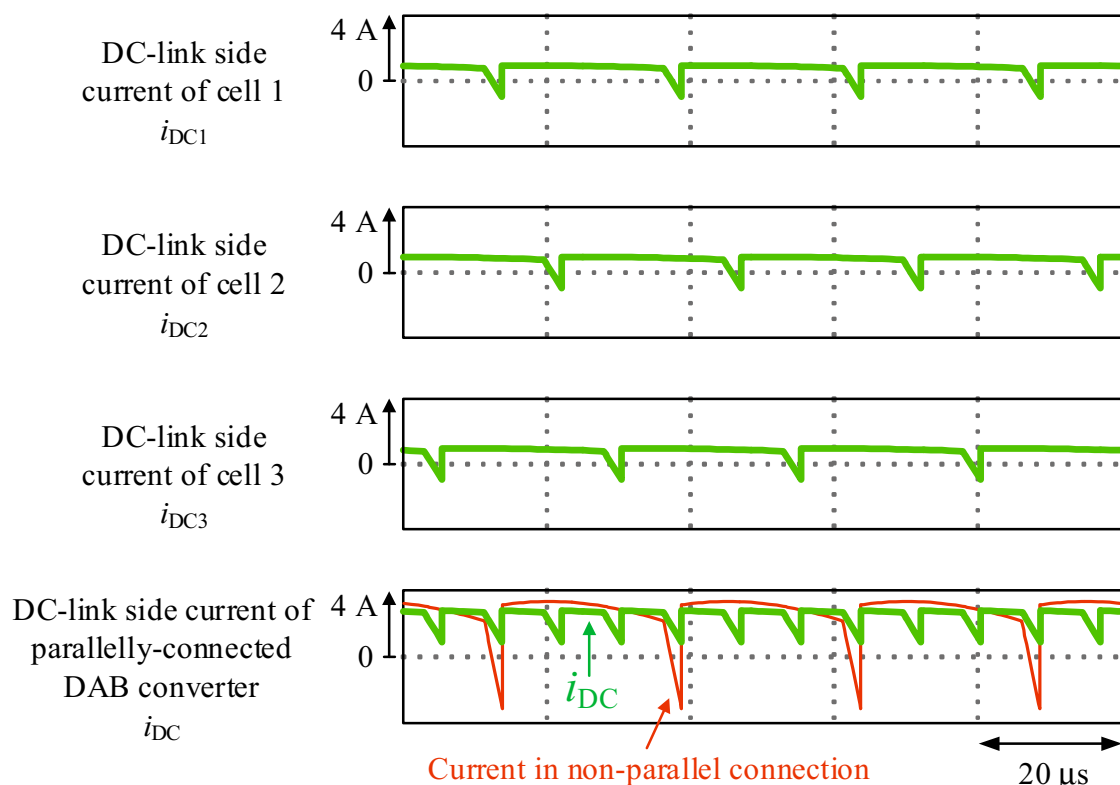 DC-link side
current of cell 1
iDC1
4 A
0
DC-link side
current of cell 2
iDC2
4 A
0
DC-link side
current of cell 3
iDC3
4 A
0
DC-link side current of
parallelly-connected
DAB converter
iDC
4 A
0
iDC
Current in non-parallel connection
20 μs